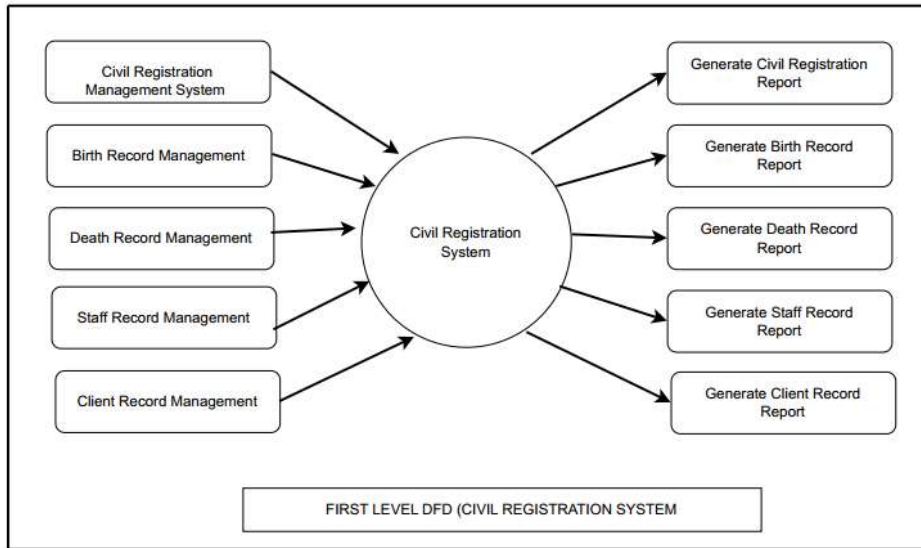 Civil Registration
Management System
Birth Record Management
Death Record Management
Staff Record Management
Client Record Management
Civil Registration
System
Generate Civil Registration
Report
Generate Birth Record
Report
Generate Death Record
Report
Generate Staff Record
Report
Generate Client Record
Report
FIRST LEVEL DFD (CIVIL REGISTRATION SYSTEM